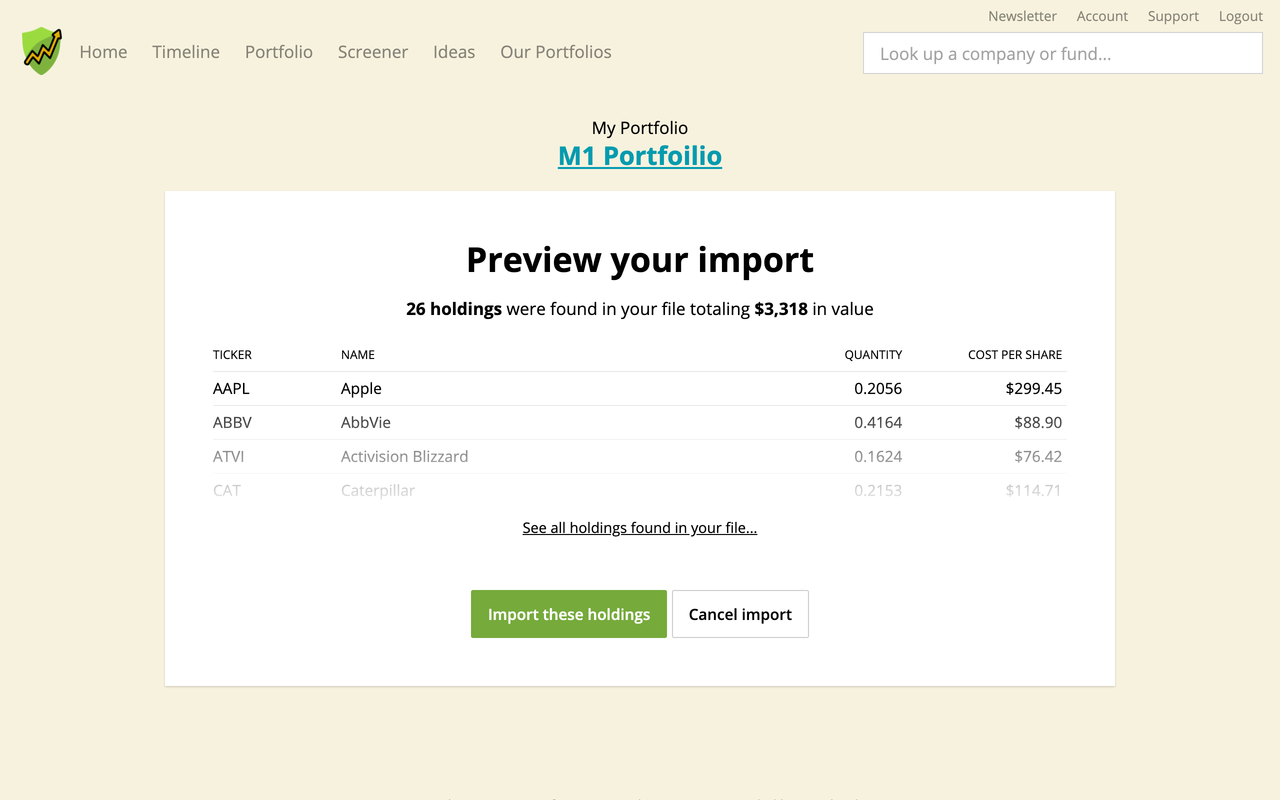 Newsletter Account Support Logout
Home Timeline Portfolio Screener Ideas Our Portfolios
Look up a company or fund...
My Portfolio
M1 Portfoilio
Preview your import
26 holdings were found in your file totaling $3,318 in value
TICKER NAME QUANTITY COST PER SHARE
AAPL Apple 0.2056 $299.45
ABBV AbbVie 0.4164 $88.90
ATVI Activision Blizzard 0.1624 $76.42
CAT Caterpillar 0.2153 $114.71
See all holdings found in your file...
Import these holdings Cancel import